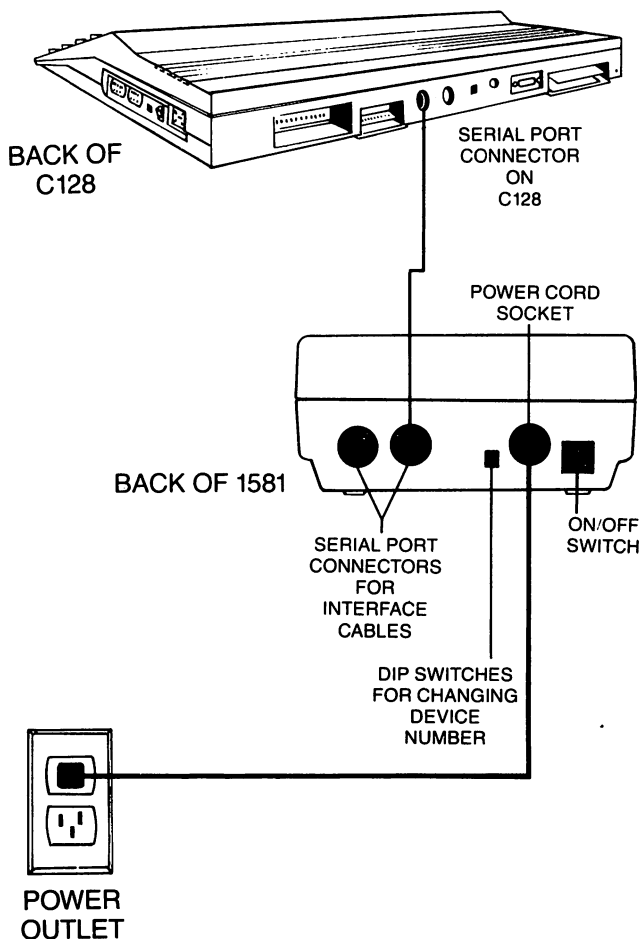 BACK OF
C128
SERIAL PORT
CONNECTOR
ON
C128
POWER CORD
SOCKET
BACK OF 1581
ON/OFF
SWITCH
SERIAL PORT
CONNECTORS
FOR
INTERFACE
CABLES
DIP SWITCHES
FOR CHANGING
DEVICE
NUMBER
POWER
OUTLET